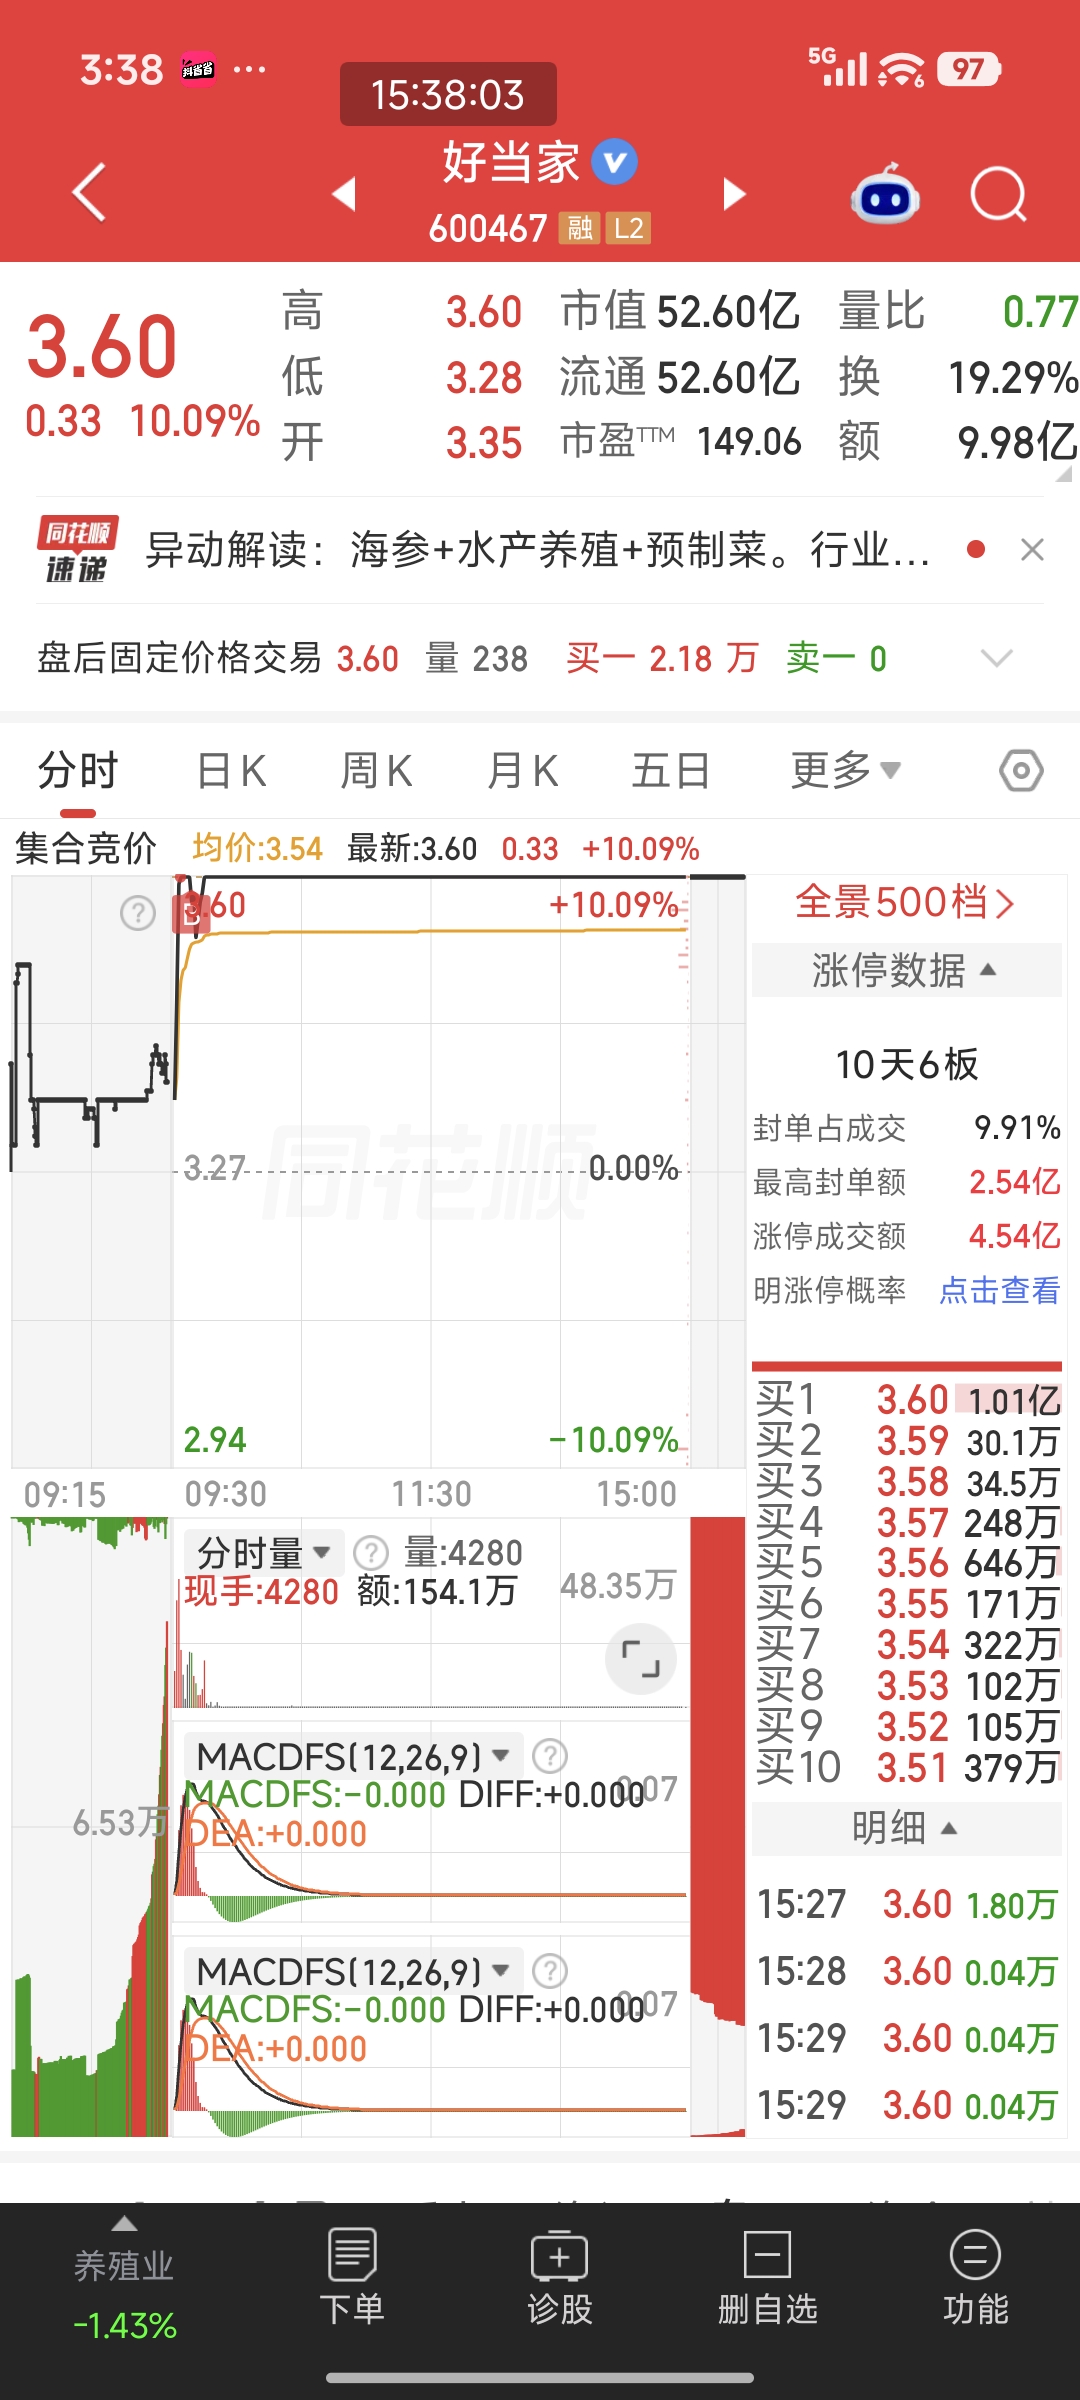 3:38 抖省省 ... 5G 6 97
15:38:03
好当家
600467 融 L2
3.60
0.33 10.09%
高 3.60 市值 52.60亿 量比 0.77
低 3.28 流通 52.60亿 换 19.29%
开 3.35 市盈TTM 149.06 额 9.98亿
同花顺 速递 异动解读：海参+水产养殖+预制菜。行业...
盘后固定价格交易 3.60 量 238 买一 2.18 万 卖一 0
分时 日K 周K 月K 五日 更多
集合竞价 均价:3.54 最新:3.60 0.33 +10.09%
B 3.60 +10.09%
3.27 0.00%
同花顺
2.94 -10.09%
09:15 09:30 11:30 15:00
分时量 ? 量:4280
现手:4280 额:154.1万 48.35万
6.53万
MACDFS(12,26,9) ?
MACDFS:-0.000 DIFF:+0.000 0.07
DEA:+0.000
MACDFS(12,26,9) ?
MACDFS:-0.000 DIFF:+0.000 0.07
DEA:+0.000
全景500档
涨停数据
10天6板
封单占成交 9.91%
最高封单额 2.54亿
涨停成交额 4.54亿
明涨停概率 点击查看
买1 3.60 1.01亿
买2 3.59 30.1万
买3 3.58 34.5万
买4 3.57 248万
买5 3.56 646万
买6 3.55 171万
买7 3.54 322万
买8 3.53 102万
买9 3.52 105万
买10 3.51 379万
明细
15:27 3.60 1.80万
15:28 3.60 0.04万
15:29 3.60 0.04万
15:29 3.60 0.04万
养殖业 下单 诊股 删自选 功能
-1.43%